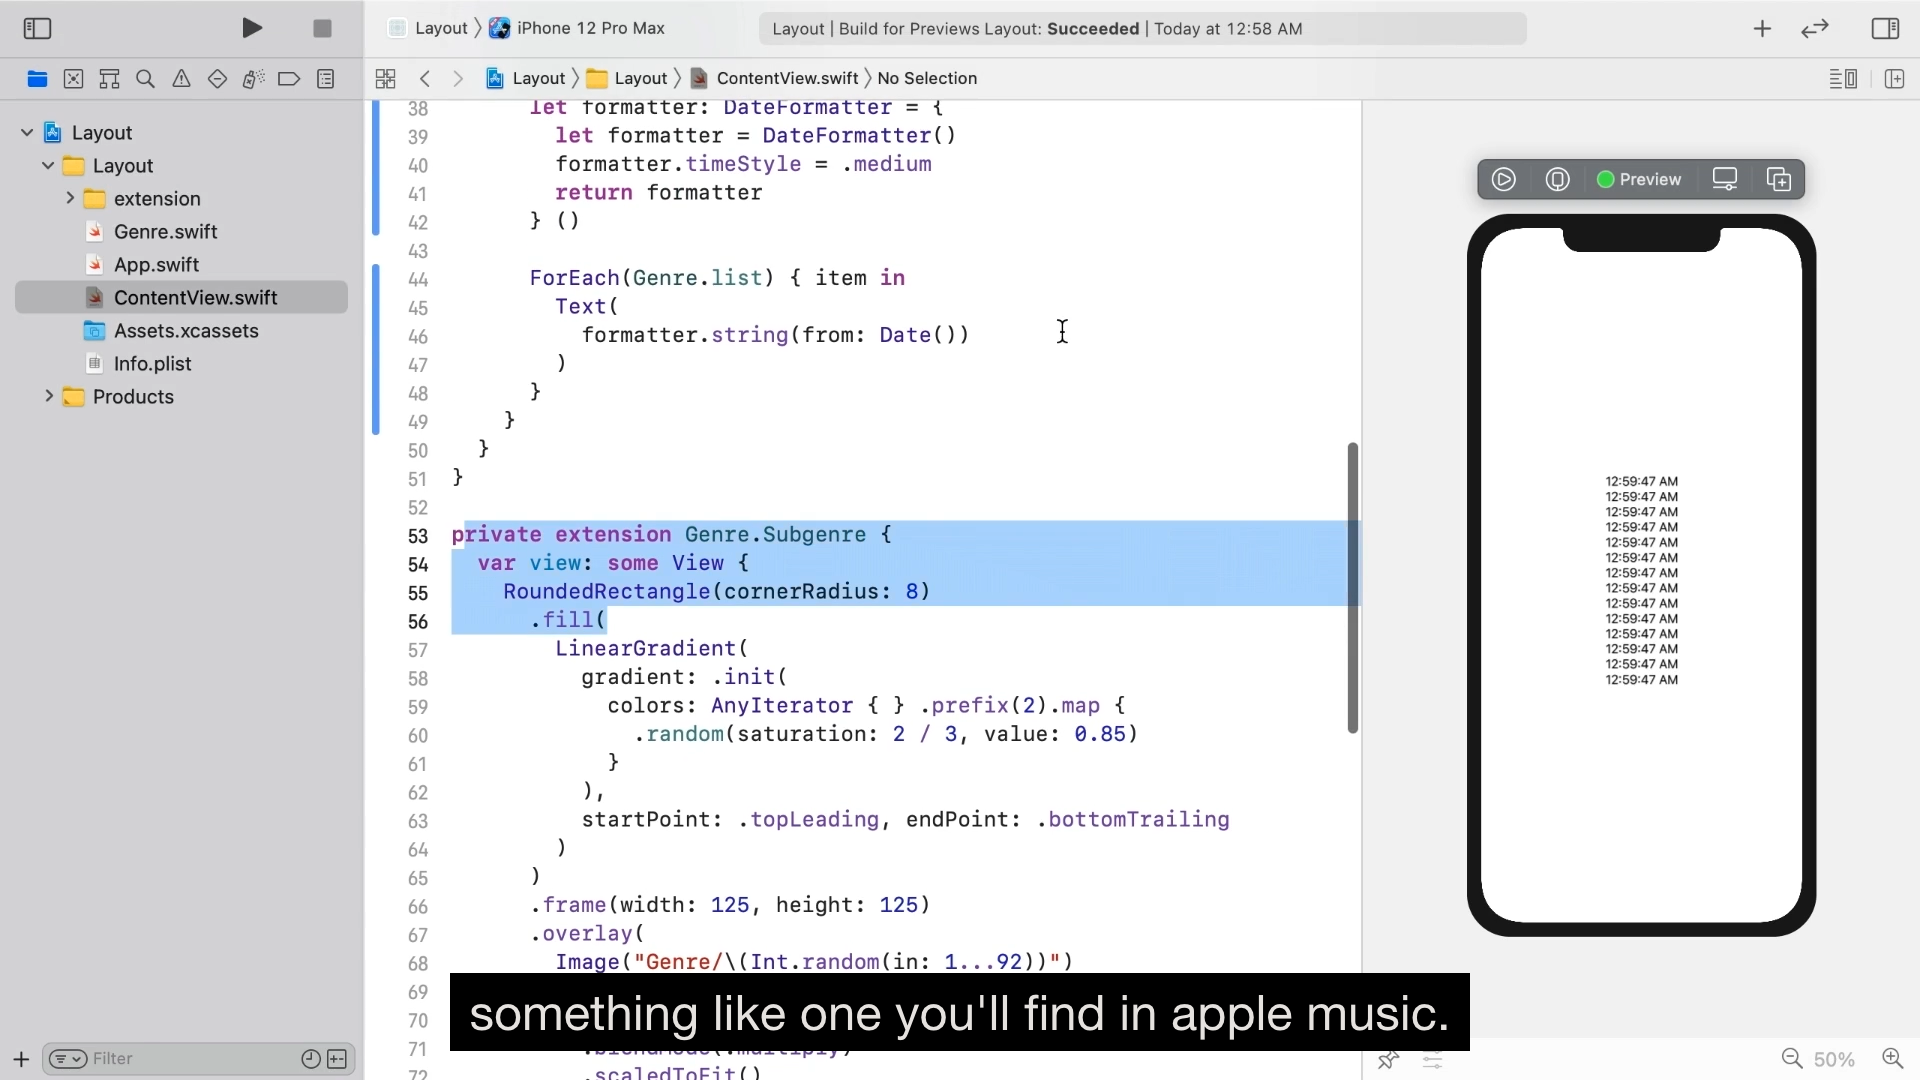 Layout 〉 iPhone 12 Pro Max
Layout | Build for Previews Layout: Succeeded | Today at 12:58 AM
Layout 〉 Layout 〉 ContentView.swift 〉 No Selection
Layout
Layout
extension
Genre.swift
App.swift
ContentView.swift
Assets.xcassets
Info.plist
Products
Filter
38 let formatter: DateFormatter = {
39 let formatter = DateFormatter()
40 formatter.timeStyle = .medium
41 return formatter
42 } ()
43
44 ForEach(Genre.list) { item in
45 Text(
46 formatter.string(from: Date())
47 )
48 }
49 }
50 }
51 }
52
53 private extension Genre.Subgenre {
54 var view: some View {
55 RoundedRectangle(cornerRadius: 8)
56 .fill(
57 LinearGradient(
58 gradient: .init(
59 colors: AnyIterator { } .prefix(2).map {
60 .random(saturation: 2 / 3, value: 0.85)
61 }
62 ),
63 startPoint: .topLeading, endPoint: .bottomTrailing
64 )
65 )
66 .frame(width: 125, height: 125)
67 .overlay(
68 Image("Genre/\(Int.random(in: 1...92))")
69
70
71 .blendMode(.multiply)
72 .scaledToFit()
something like one you'll find in apple music.
Preview
12:59:47 AM
12:59:47 AM
12:59:47 AM
12:59:47 AM
12:59:47 AM
12:59:47 AM
12:59:47 AM
12:59:47 AM
12:59:47 AM
12:59:47 AM
12:59:47 AM
12:59:47 AM
12:59:47 AM
12:59:47 AM
50%